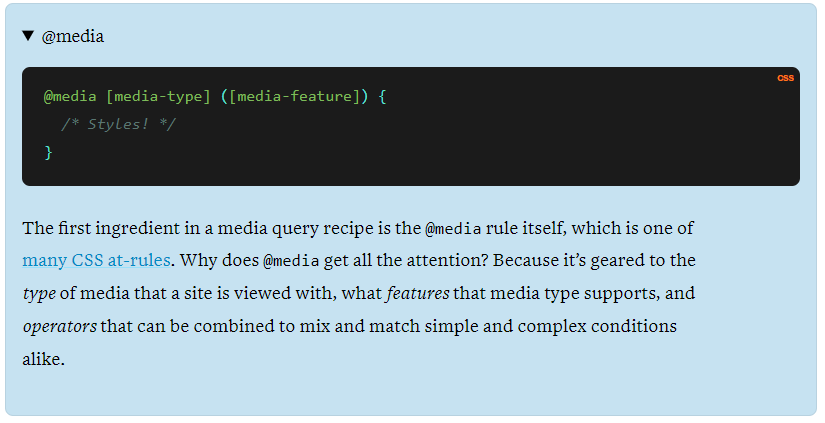 ▼ @media
CSS
@media [media-type] ([media-feature]) {
/* Styles! */
}
The first ingredient in a media query recipe is the @media rule itself, which is one of
many CSS at-rules. Why does @media get all the attention? Because it’s geared to the
type of media that a site is viewed with, what features that media type supports, and
operators that can be combined to mix and match simple and complex conditions
alike.